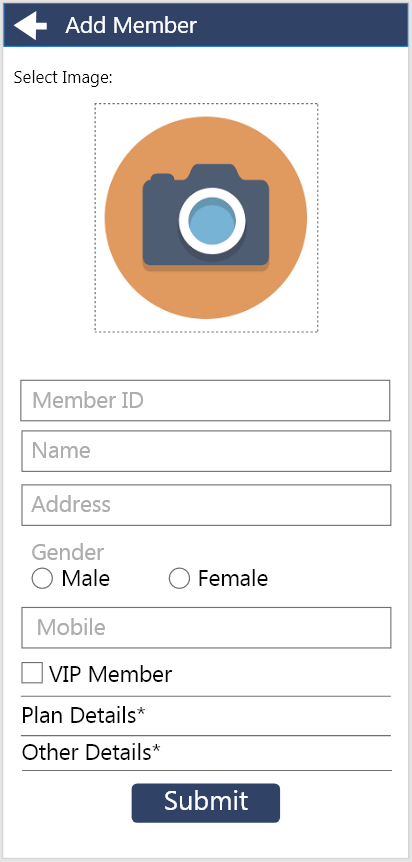 Add Member
Select Image:
Member ID
Name
Address
Gender
Male Female
Mobile
VIP Member
Plan Details*
Other Details*
Submit